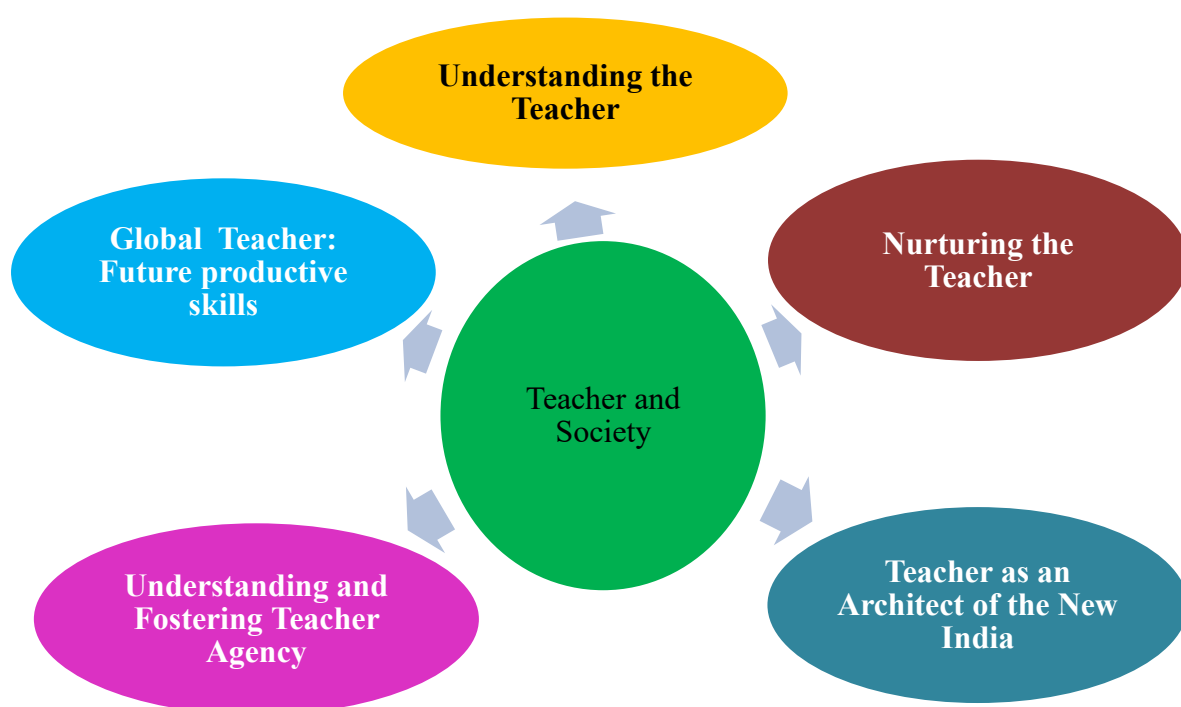 Understanding the
Teacher
Global  Teacher:
Future productive
skills
Nurturing the
Teacher
Teacher and
Society
Understanding and
Fostering Teacher
Agency
Teacher as an
Architect of the New
India